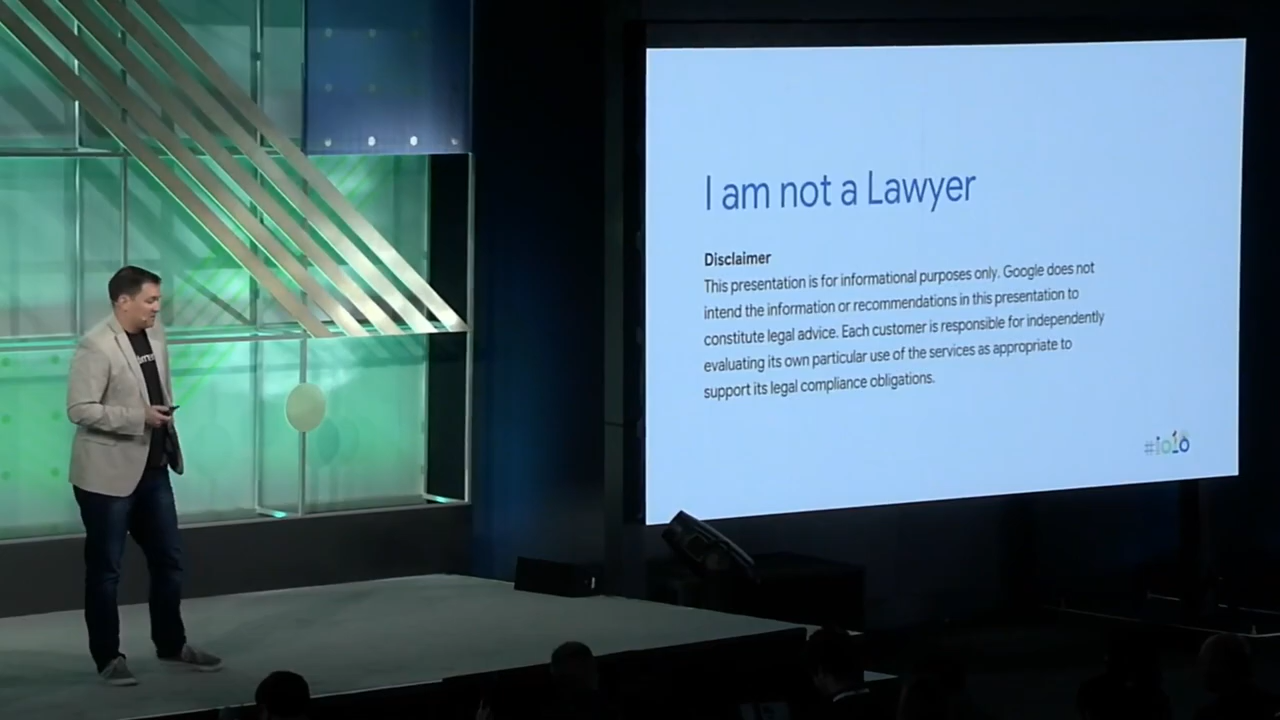 I am not a Lawyer
Disclaimer
This presentation is for informational purposes only. Google does not
intend the information or recommendations in this presentation to
constitute legal advice. Each customer is responsible for independently
evaluating its own particular use of the services as appropriate to
support its legal compliance obligations.
#io18